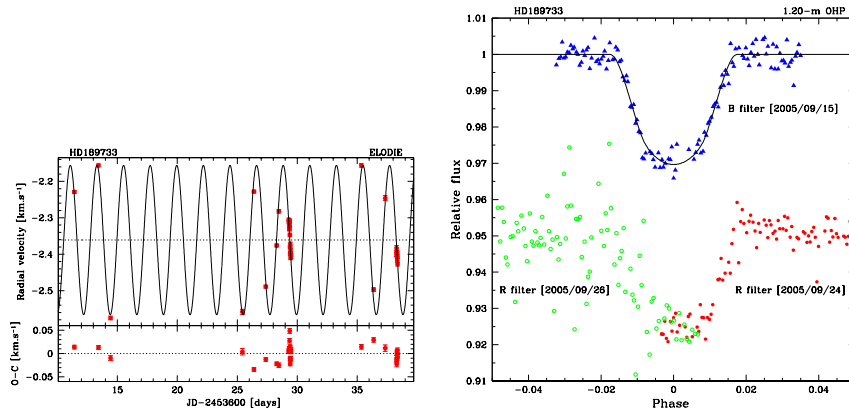 HD189733 ELODIE
Radial velocity [km.s⁻¹]
−2.2
−2.3
−2.4
−2.5
O−C [km.s⁻¹]
0.05
0
−0.05
15 20 25 30 35
JD−2453600 [days]
HD189733 1.20−m OHP
Relative flux
1.01
1
0.99
0.98
0.97
0.96
0.95
0.94
0.93
0.92
0.91
B filter [2005/09/15]
R filter [2005/09/26] R filter [2005/09/24]
−0.04 −0.02 0 0.02 0.04
Phase